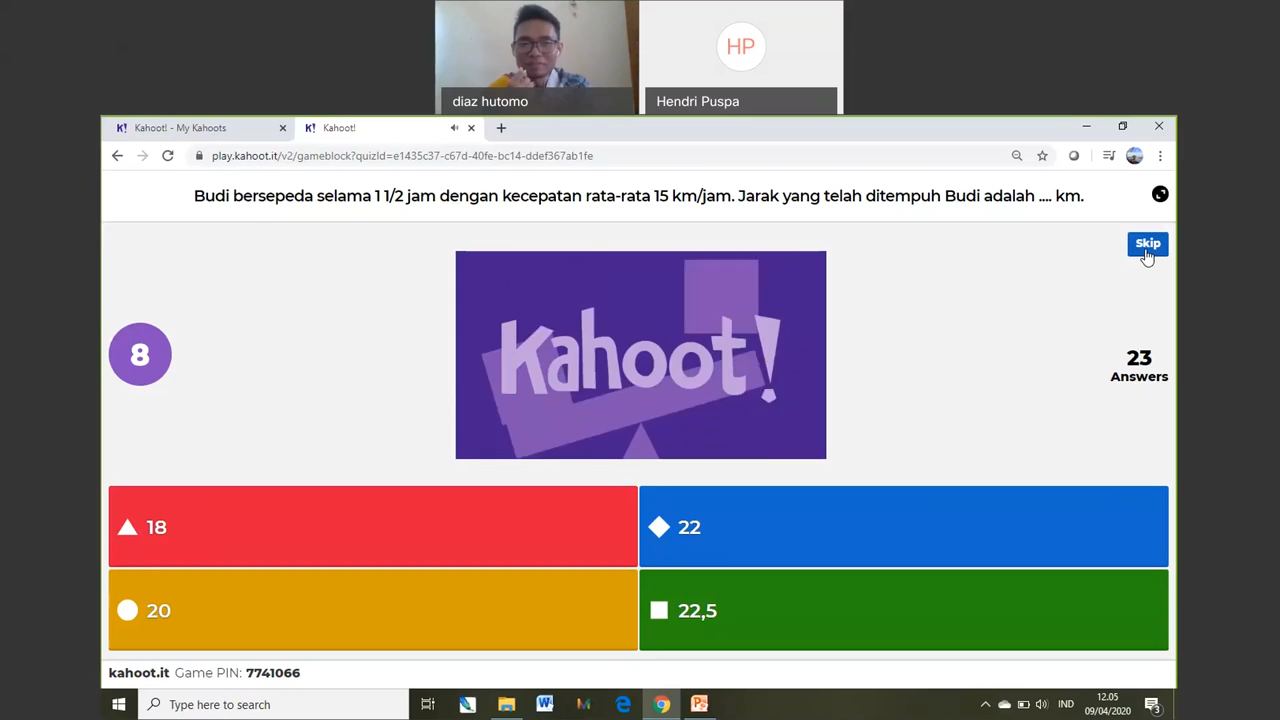 diaz hutomo
HP
Hendri Puspa
K! Kahoot! - My Kahoots
K! Kahoot!
play.kahoot.it/v2/gameblock?quizId=e1435c37-c67d-40fe-bc14-ddef367ab1fe
Budi bersepeda selama 1 1/2 jam dengan kecepatan rata-rata 15 km/jam. Jarak yang telah ditempuh Budi adalah .... km.
Skip
8
Kahoot!
23
Answers
18
22
20
22,5
kahoot.it Game PIN: 7741066
Type here to search
IND
12.05
09/04/2020
3